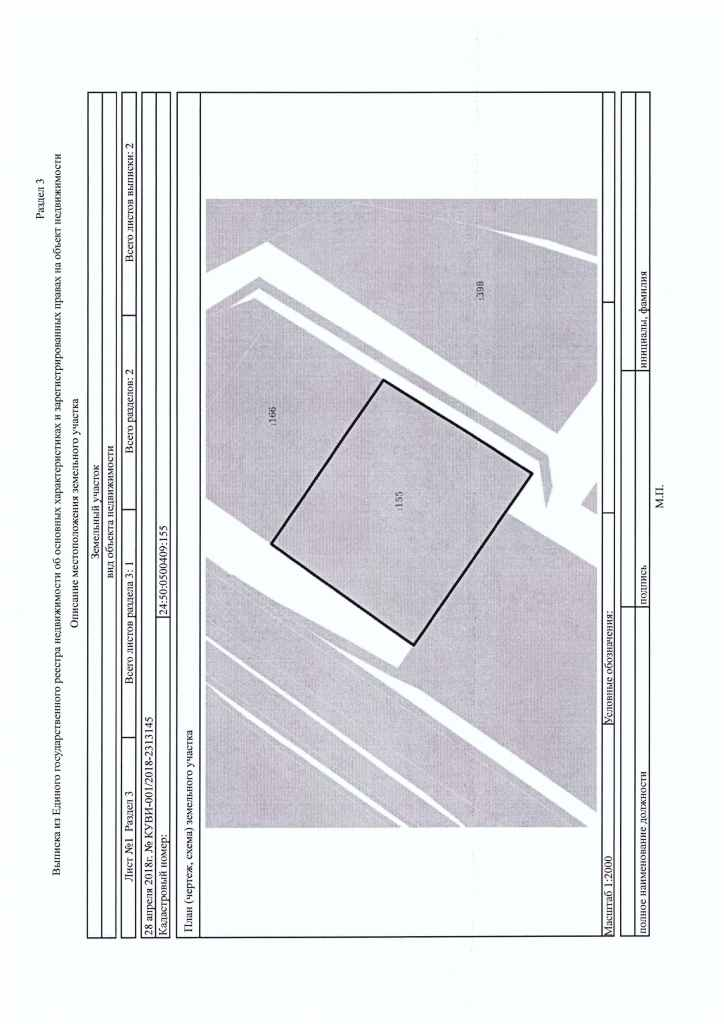 Раздел 3
Выписка из Единого государственного реестра недвижимости об основных характеристиках и зарегистрированных правах на объект недвижимости
Описание местоположения земельного участка
Земельный участок
вид объекта недвижимости
Лист №1 Раздел 3 Всего листов раздела 3: 1 Всего разделов: 2 Всего листов выписки: 2
28 апреля 2018г. № КУВИ-001/2018-2313145
Кадастровый номер: 24:50:0500409:155
План (чертеж, схема) земельного участка
:166
:155
:398
Масштаб 1:2000 Условные обозначения:
полное наименование должности подпись инициалы, фамилия
М.П.